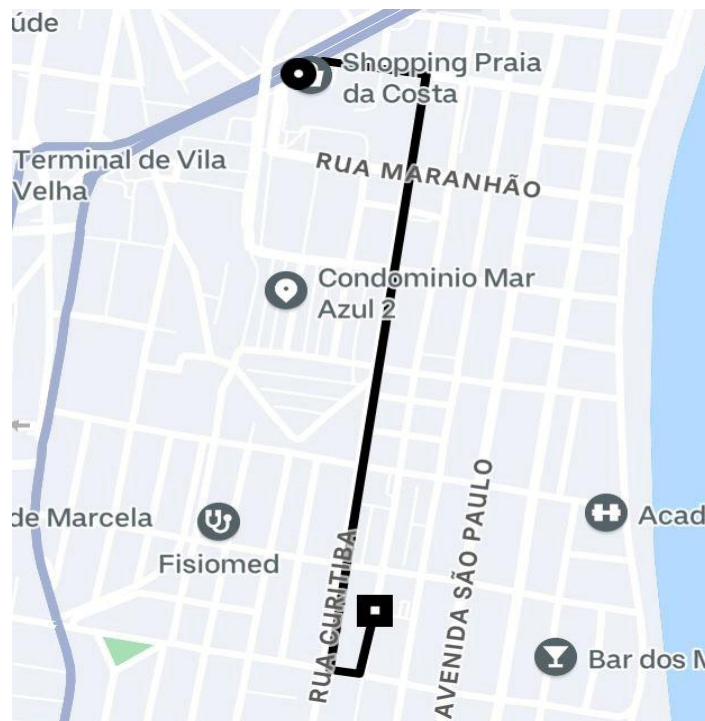 úde
Shopping Praia
da Costa
Terminal de Vila
Velha
RUA MARANHÃO
Condominio Mar
Azul 2
de Marcela
Fisiomed
RUA CURITIBA
AVENIDA SÃO PAULO
Acad
Bar dos M